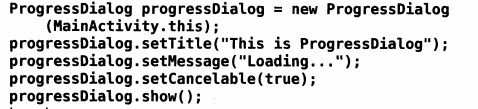 ProgressDialog progressDialog = new ProgressDialog
(MainActivity.this);
progressDialog.setTitle("This is ProgressDialog");
progressDialog.setMessage("Loading...");
progressDialog.setCancelable(true);
progressDialog.show();